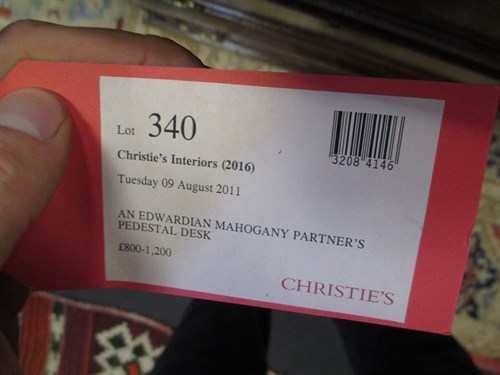 Lot 340
3208 4146
Christie's Interiors (2016)
Tuesday 09 August 2011
AN EDWARDIAN MAHOGANY PARTNER'S
PEDESTAL DESK
£800-1,200
CHRISTIE'S